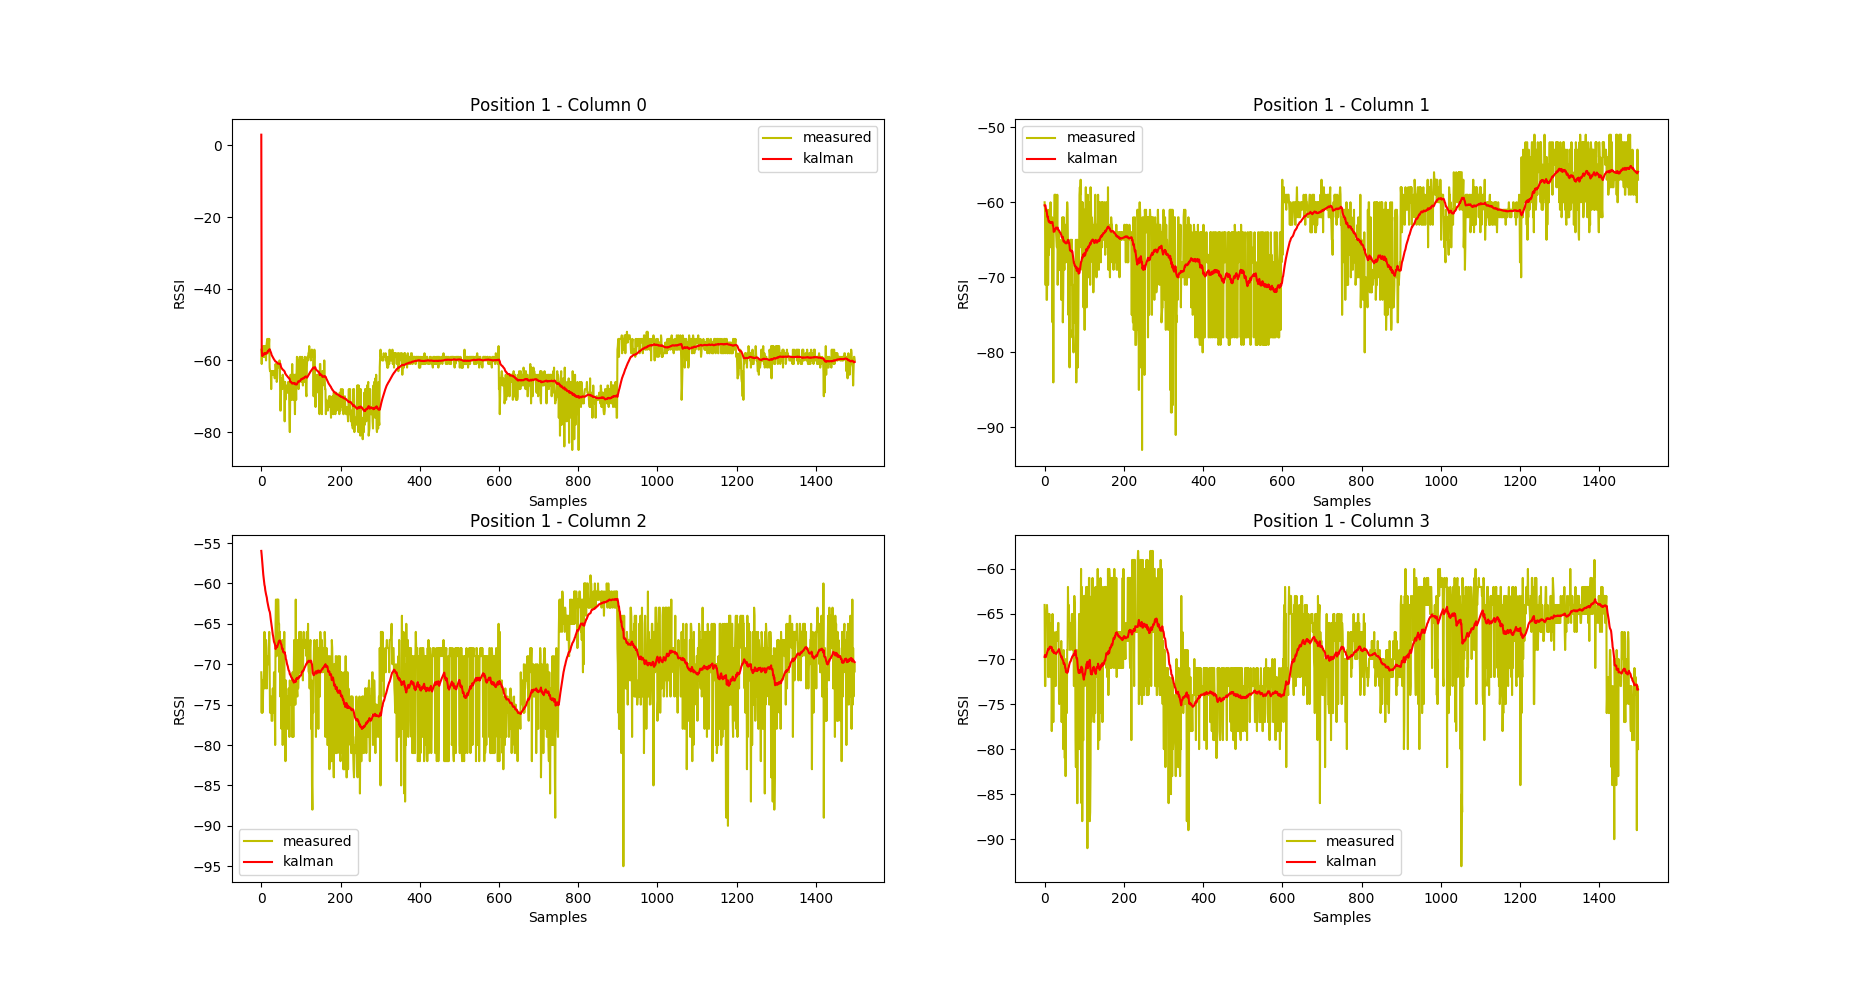 Position 1 - Column 0
measured
kalman
0
−20
−40
−60
−80
RSSI
0 200 400 600 800 1000 1200 1400
Samples
Position 1 - Column 1
measured
kalman
−50
−60
−70
−80
−90
RSSI
0 200 400 600 800 1000 1200 1400
Samples
Position 1 - Column 2
−55
−60
−65
−70
−75
−80
−85
−90
−95
RSSI
measured
kalman
0 200 400 600 800 1000 1200 1400
Samples
Position 1 - Column 3
−60
−65
−70
−75
−80
−85
−90
RSSI
measured
kalman
0 200 400 600 800 1000 1200 1400
Samples